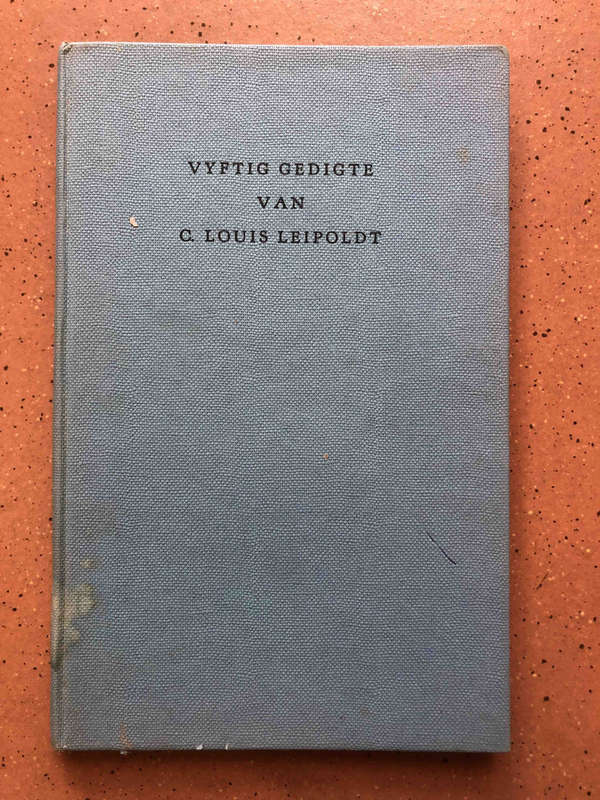 VYFTIG GEDIGTE
VAN
C. LOUIS LEIPOLDT